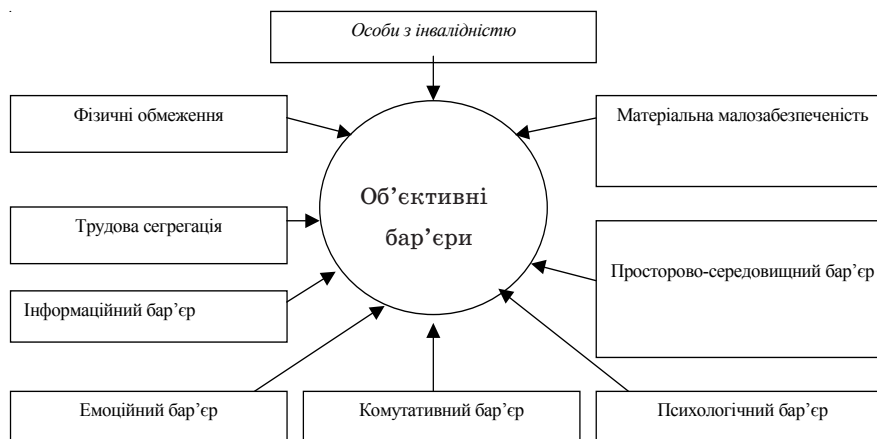 Особи з інвалідністю
Фізичні обмеження
Матеріальна малозабезпеченість
Об’єктивні
бар’єри
Трудова сегрегація
Просторово-середовищний бар’єр
Інформаційний бар’єр
Емоційний бар’єр
Комутативний бар’єр
Психологічний бар’єр